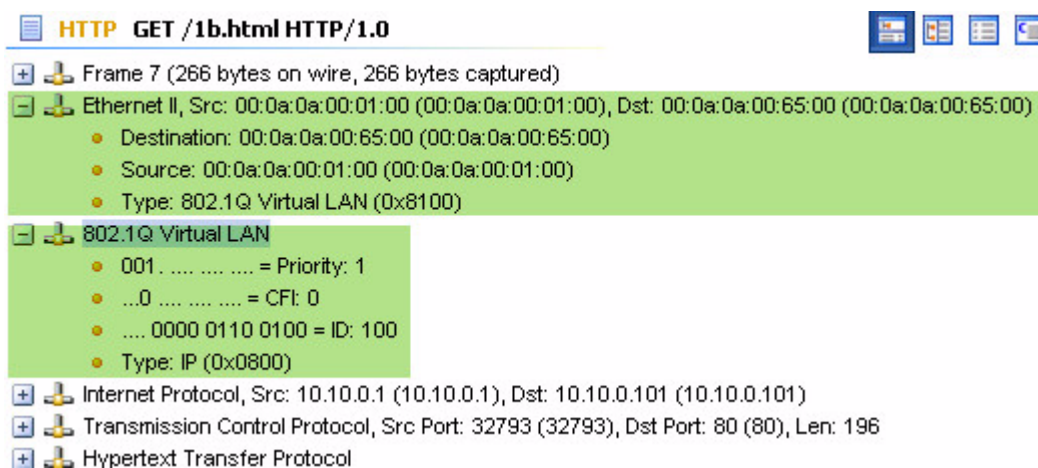 HTTP GET /1b.html HTTP/1.0
Frame 7 (266 bytes on wire, 266 bytes captured)
Ethernet II, Src: 00:0a:0a:00:01:00 (00:0a:0a:00:01:00), Dst: 00:0a:0a:00:65:00 (00:0a:0a:00:65:00)
Destination: 00:0a:0a:00:65:00 (00:0a:0a:00:65:00)
Source: 00:0a:0a:00:01:00 (00:0a:0a:00:01:00)
Type: 802.1Q Virtual LAN (0x8100)
802.1Q Virtual LAN
001. .... .... .... = Priority: 1
...0 .... .... .... = CFI: 0
.... 0000 0110 0100 = ID: 100
Type: IP (0x0800)
Internet Protocol, Src: 10.10.0.1 (10.10.0.1), Dst: 10.10.0.101 (10.10.0.101)
Transmission Control Protocol, Src Port: 32793 (32793), Dst Port: 80 (80), Len: 196
Hypertext Transfer Protocol